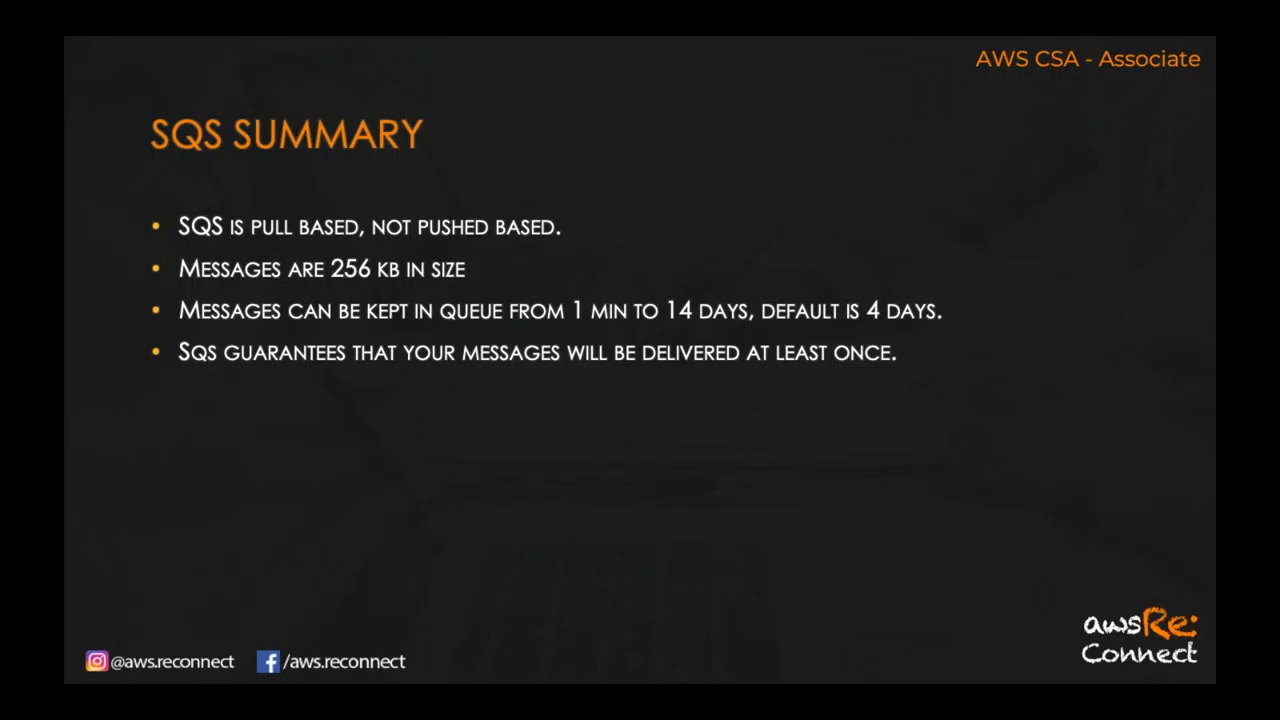 AWS CSA - Associate
SQS SUMMARY
• SQS IS PULL BASED, NOT PUSHED BASED.
• MESSAGES ARE 256 KB IN SIZE
• MESSAGES CAN BE KEPT IN QUEUE FROM 1 MIN TO 14 DAYS, DEFAULT IS 4 DAYS.
• SQS GUARANTEES THAT YOUR MESSAGES WILL BE DELIVERED AT LEAST ONCE.
awsRe:
Connect
@aws.reconnect /aws.reconnect